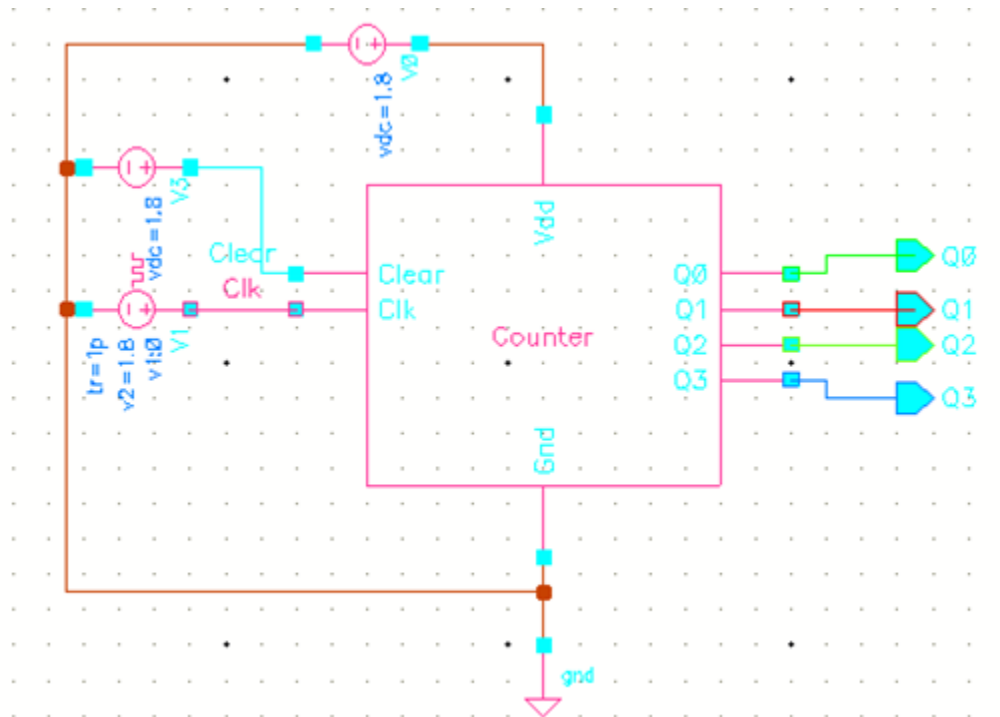 V0
vdc=1.8
V3
vdc=1.8
Clear
Clk
V1
tr=1p
v2=1.8
v1:0
Vdd
Clear
Clk
Counter
Gnd
Q0
Q1
Q2
Q3
Q0
Q1
Q2
Q3
gnd